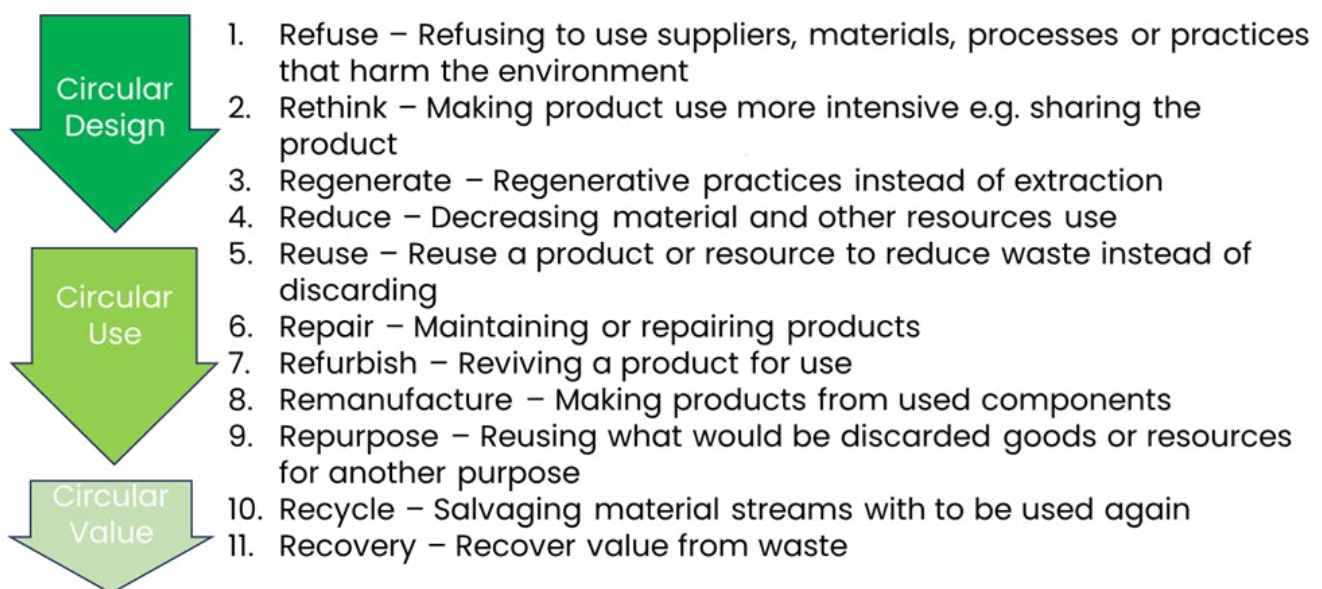 Circular
Design
1. Refuse – Refusing to use suppliers, materials, processes or practices
that harm the environment
2. Rethink – Making product use more intensive e.g. sharing the
product
3. Regenerate – Regenerative practices instead of extraction
4. Reduce – Decreasing material and other resources use
Circular
Use
5. Reuse – Reuse a product or resource to reduce waste instead of
discarding
6. Repair – Maintaining or repairing products
7. Refurbish – Reviving a product for use
8. Remanufacture – Making products from used components
9. Repurpose – Reusing what would be discarded goods or resources
for another purpose
Circular
Value
10. Recycle – Salvaging material streams with to be used again
11. Recovery – Recover value from waste